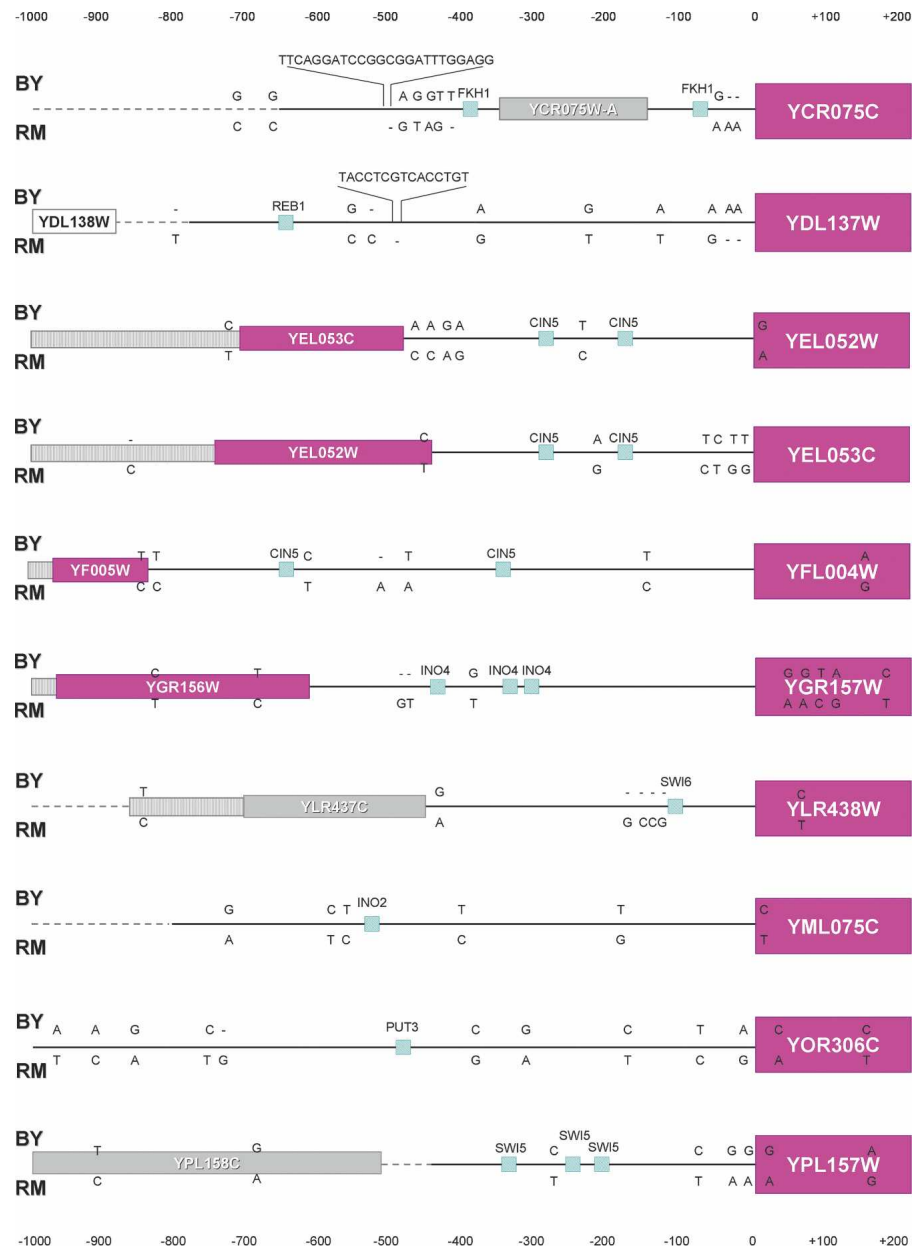 -1000 -900 -800 -700 -600 -500 -400 -300 -200 -100 0 +100 +200
TTCAGGATCCGGCGGATTTGGAGG
BY G G A G GTT FKH1 FKH1 G - -
YCR075W-A YCR075C
RM C C - G T AG - A AA
TACCTCGTCACCTGT
BY - REB1 G - A G A A AA
YDL138W YDL137W
RM T C C - G T T G - -
BY C A A G A CIN5 T CIN5 G
YEL053C YEL052W
RM T C C A G C A
BY - C CIN5 A CIN5 T C T T
YEL052W YEL053C
RM C T G C T G G
BY T T CIN5 C - T CIN5 T A
YF005W YFL004W
RM C C T A A C G
BY C T - - INO4 G INO4 INO4 G G T A C
YGR156W YGR157W
RM T C GT T A A C G T
BY T G - - - - SWI6 C
YLR437C YLR438W
RM C A G CCG T
BY G C T INO2 T T C
YML075C
RM A T C C G T
BY A A G C - PUT3 C G C T A C C
YOR306C
RM T C A T G G A T C G A T
BY T G SWI5 C SWI5 SWI5 C G G G A
YPL158C YPL157W
RM C A T T A A A G
-1000 -900 -800 -700 -600 -500 -400 -300 -200 -100 0 +100 +200